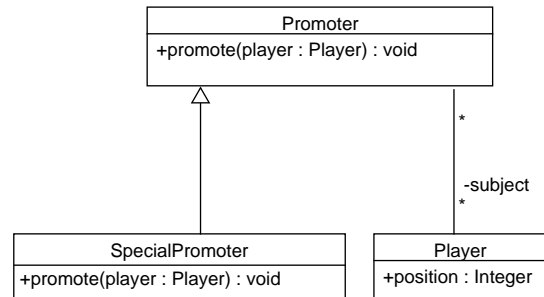 Promoter
+promote(player : Player) : void
*
-subject
*
SpecialPromoter
+promote(player : Player) : void
Player
+position : Integer